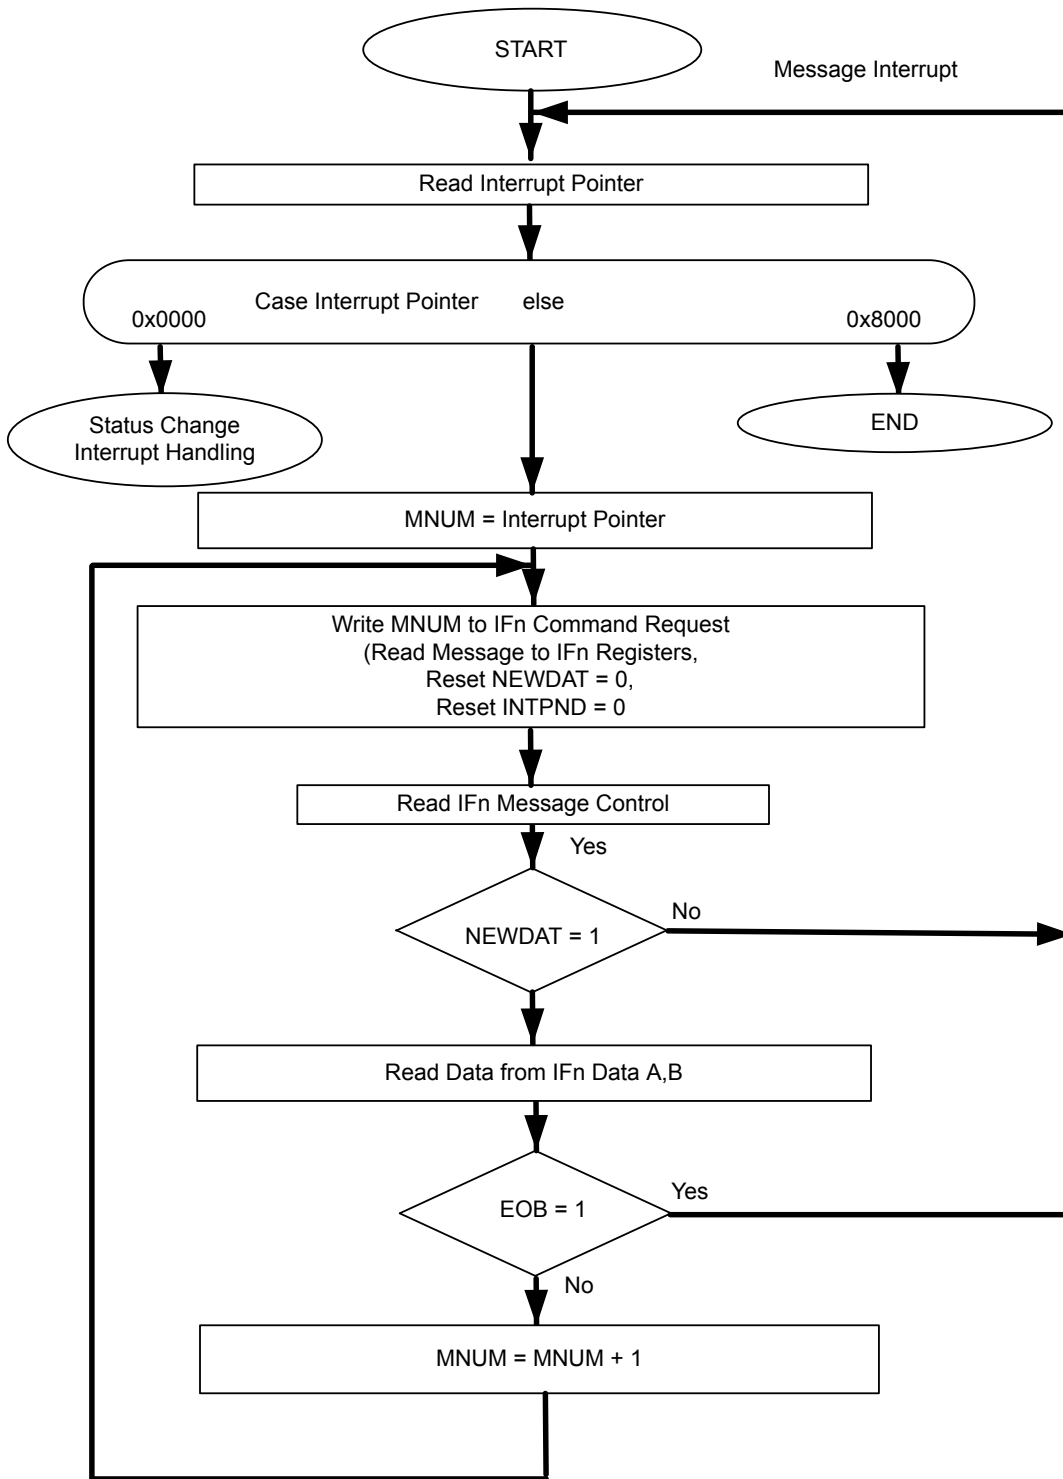 START
Message Interrupt
Read Interrupt Pointer
Case Interrupt Pointer else
0x0000
0x8000
Status Change
Interrupt Handling
END
MNUM = Interrupt Pointer
Write MNUM to IFn Command Request
(Read Message to IFn Registers,
Reset NEWDAT = 0,
Reset INTPND = 0
Read IFn Message Control
Yes
NEWDAT = 1
No
Read Data from IFn Data A,B
EOB = 1
Yes
No
MNUM = MNUM + 1